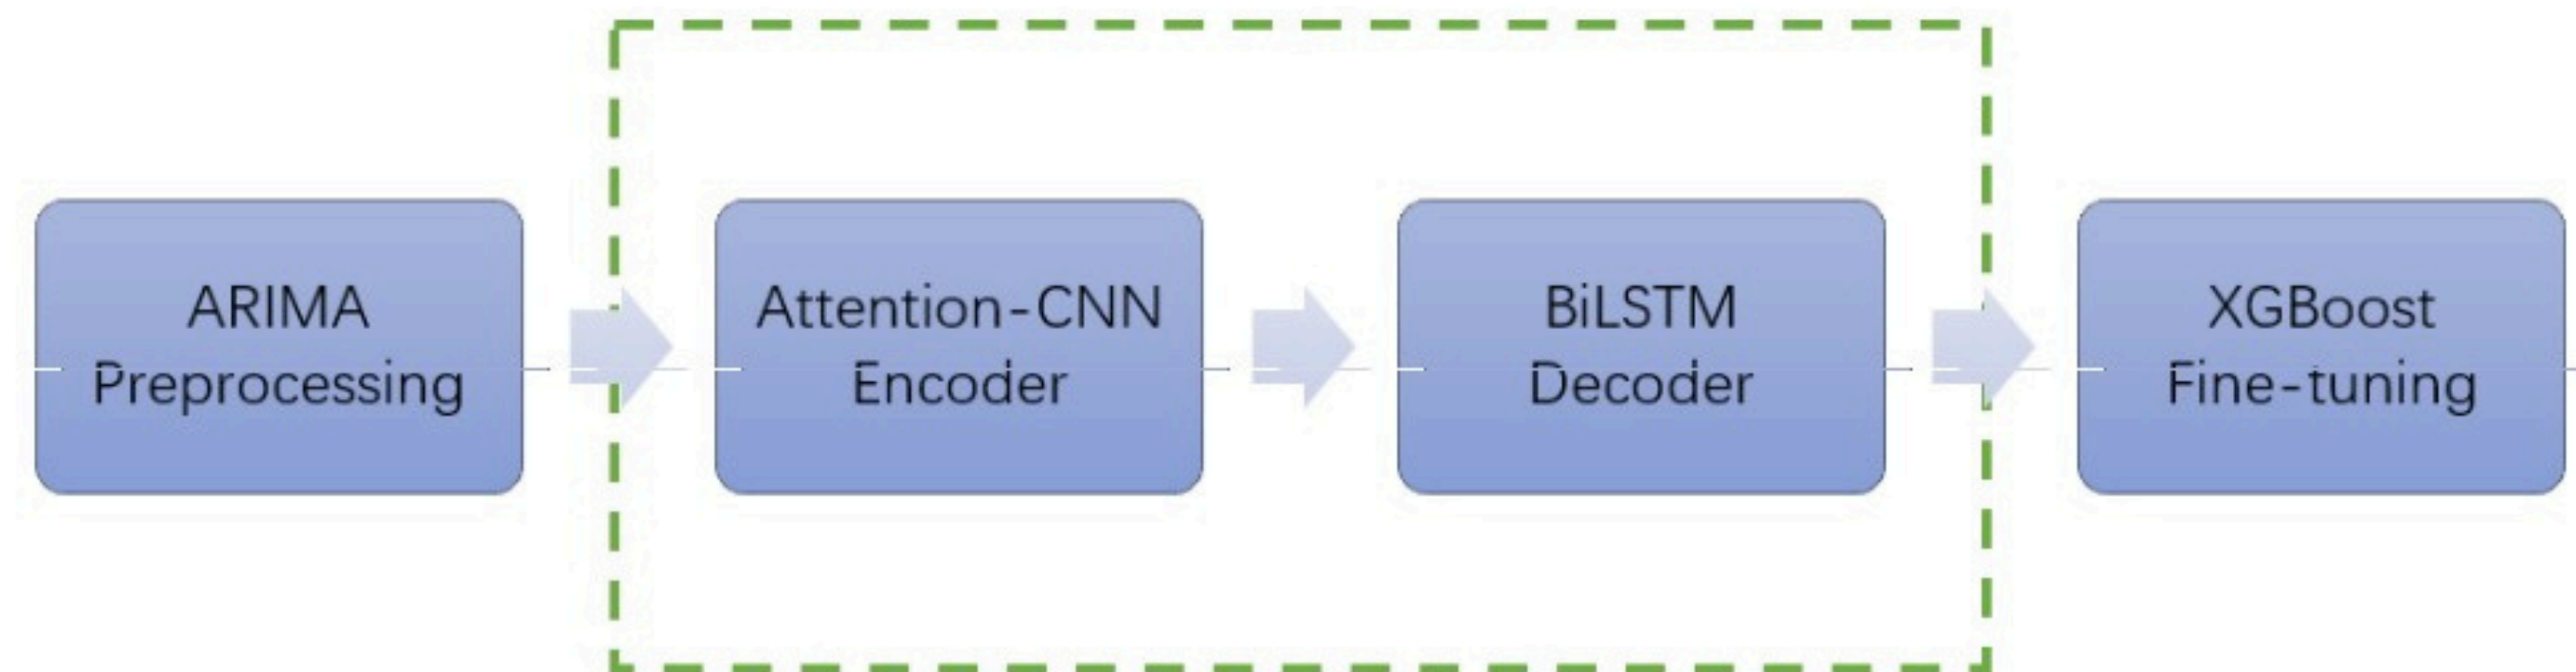 ARIMA
Preprocessing
Attention-CNN
Encoder
BiLSTM
Decoder
XGBoost
Fine-tuning